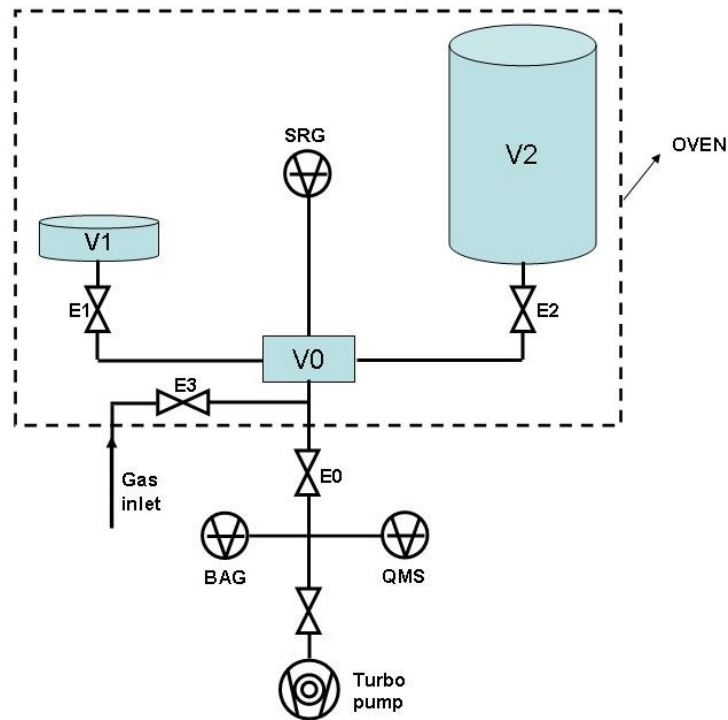 SRG
V2
OVEN
V1
E1
E2
V0
E3
Gas
inlet
E0
BAG
QMS
Turbo
pump